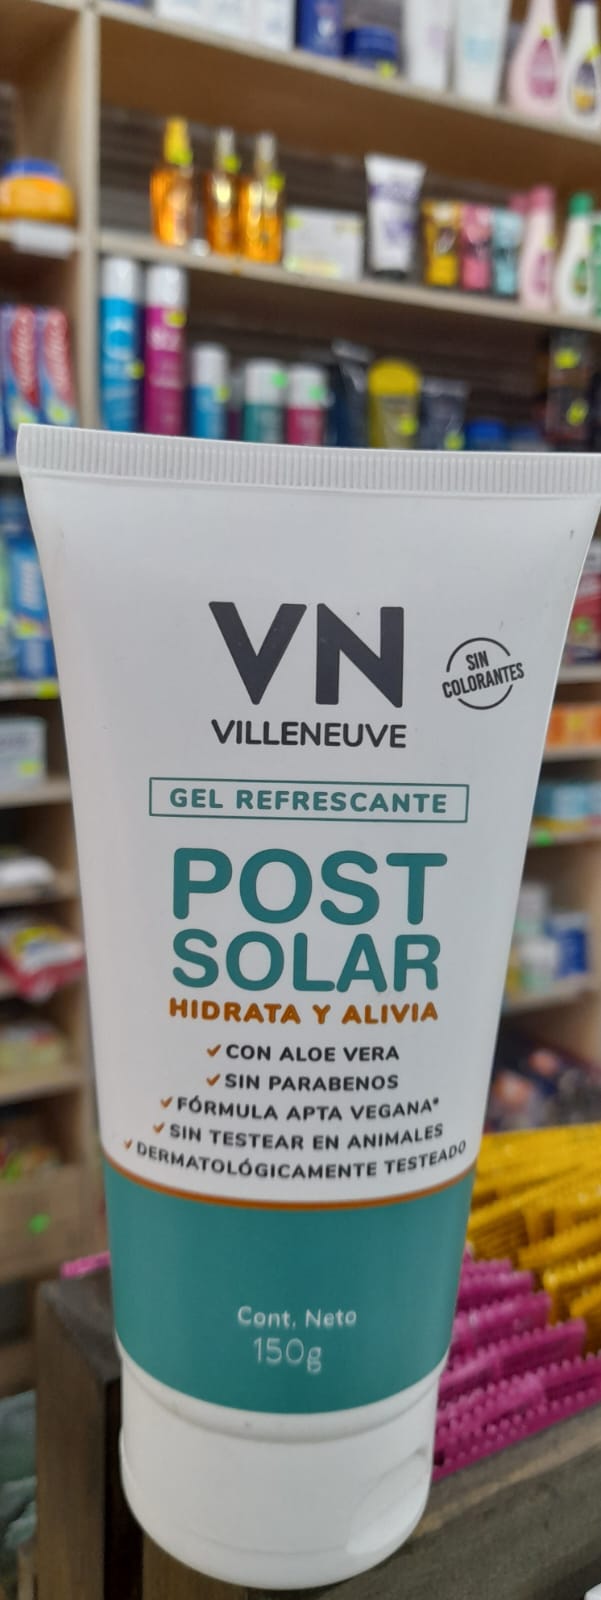 VN
VILLENEUVE
SIN
COLORANTES
GEL REFRESCANTE
POST
SOLAR
HIDRATA Y ALIVIA
CON ALOE VERA
SIN PARABENOS
FÓRMULA APTA VEGANA*
SIN TESTEAR EN ANIMALES
DERMATOLÓGICAMENTE TESTEADO
Cont. Neto
150g